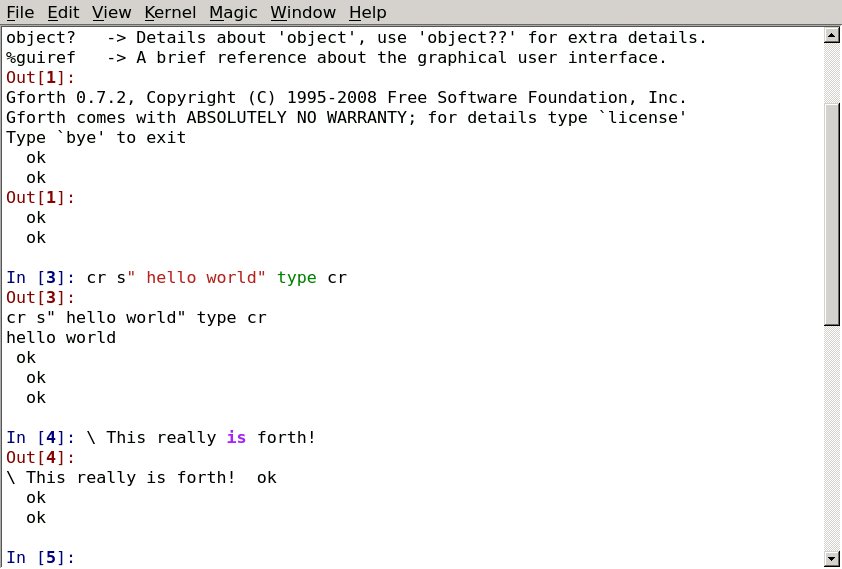 File Edit View Kernel Magic Window Help
object?   -> Details about 'object', use 'object??' for extra details.
%guiref   -> A brief reference about the graphical user interface.
Out[1]:
Gforth 0.7.2, Copyright (C) 1995-2008 Free Software Foundation, Inc.
Gforth comes with ABSOLUTELY NO WARRANTY; for details type `license'
Type `bye' to exit
  ok
  ok
Out[1]:
  ok
  ok
In [3]: cr s" hello world" type cr
Out[3]:
cr s" hello world" type cr
hello world
 ok
  ok
  ok
In [4]: \ This really is forth!
Out[4]:
\ This really is forth!  ok
  ok
  ok
In [5]: